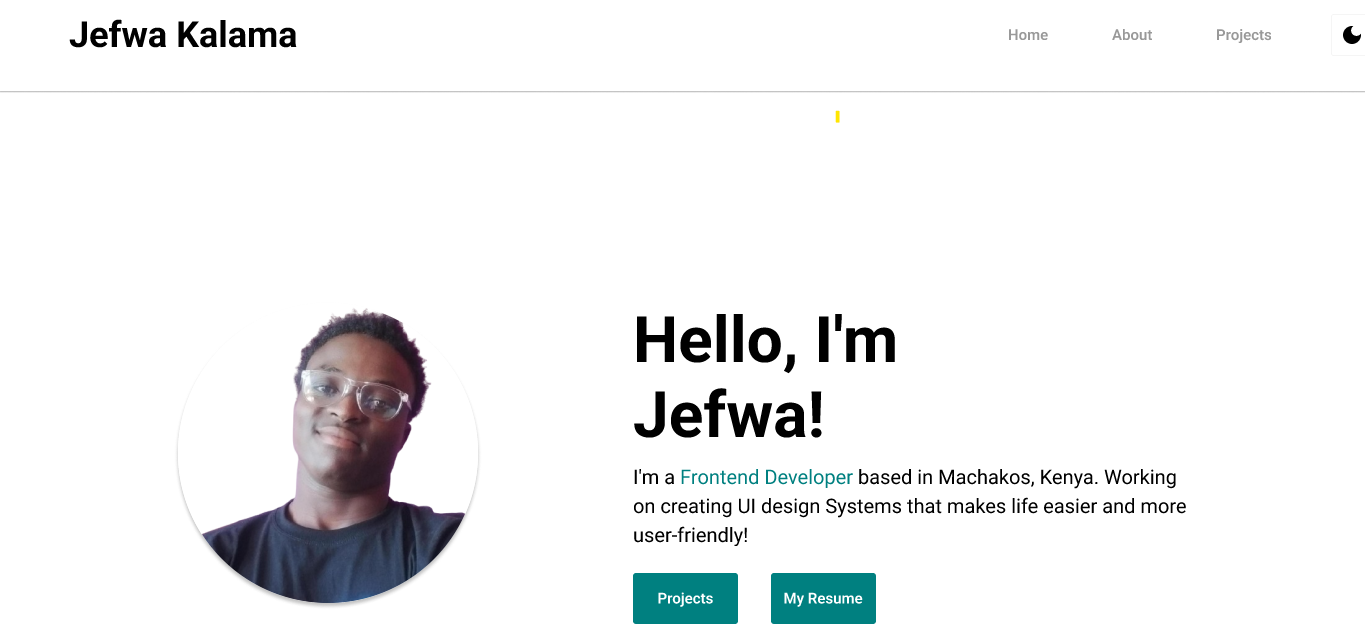 Jefwa Kalama
Home About Projects
Hello, I'm
Jefwa!
I'm a Frontend Developer based in Machakos, Kenya. Working
on creating UI design Systems that makes life easier and more
user-friendly!
Projects My Resume